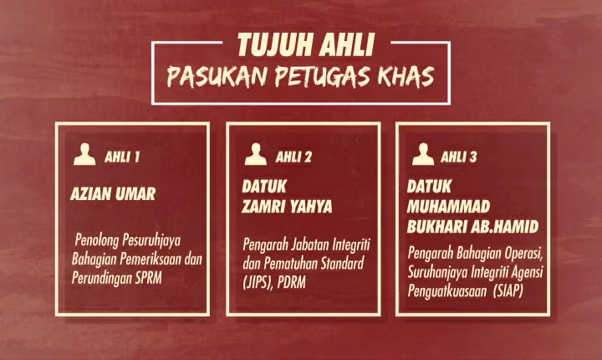 TUJUH AHLI
PASUKAN PETUGAS KHAS
AHLI 1
AZIAN UMAR
Penolong Pesuruhjaya
Bahagian Pemeriksaan dan
Perundingan SPRM
AHLI 2
DATUK
ZAMRI YAHYA
Pengarah Jabatan Integriti
dan Pematuhan Standard
(JIPS), PDRM
AHLI 3
DATUK
MUHAMMAD
BUKHARI AB.HAMID
Pengarah Bahagian Operasi,
Suruhanjaya Integriti Agensi
Penguatkuasaan (SIAP)